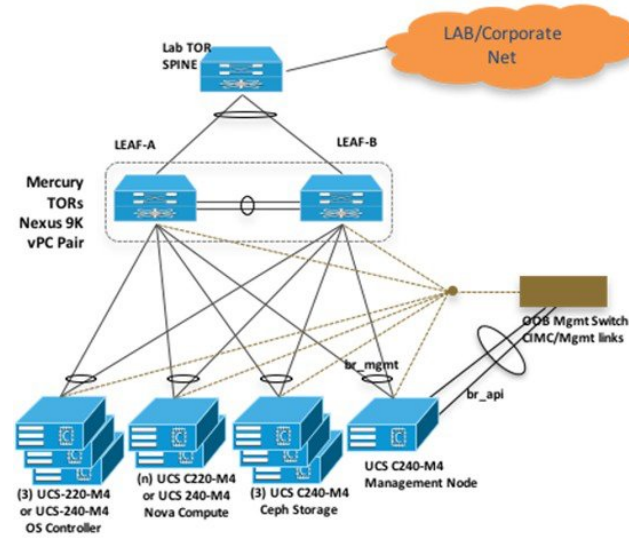 Lab TOR
SPINE
LAB/Corporate
Net
LEAF-A
LEAF-B
Mercury
TORs
Nexus 9K
vPC Pair
OOB Mgmt Switch
CIMC/Mgmt links
br_mgmt
br_api
(3) UCS-220-M4
or UCS-240-M4
OS Controller
(n) UCS C220-M4
or UCS 240-M4
Nova Compute
(3) UCS C240-M4
Ceph Storage
UCS C240-M4
Management Node